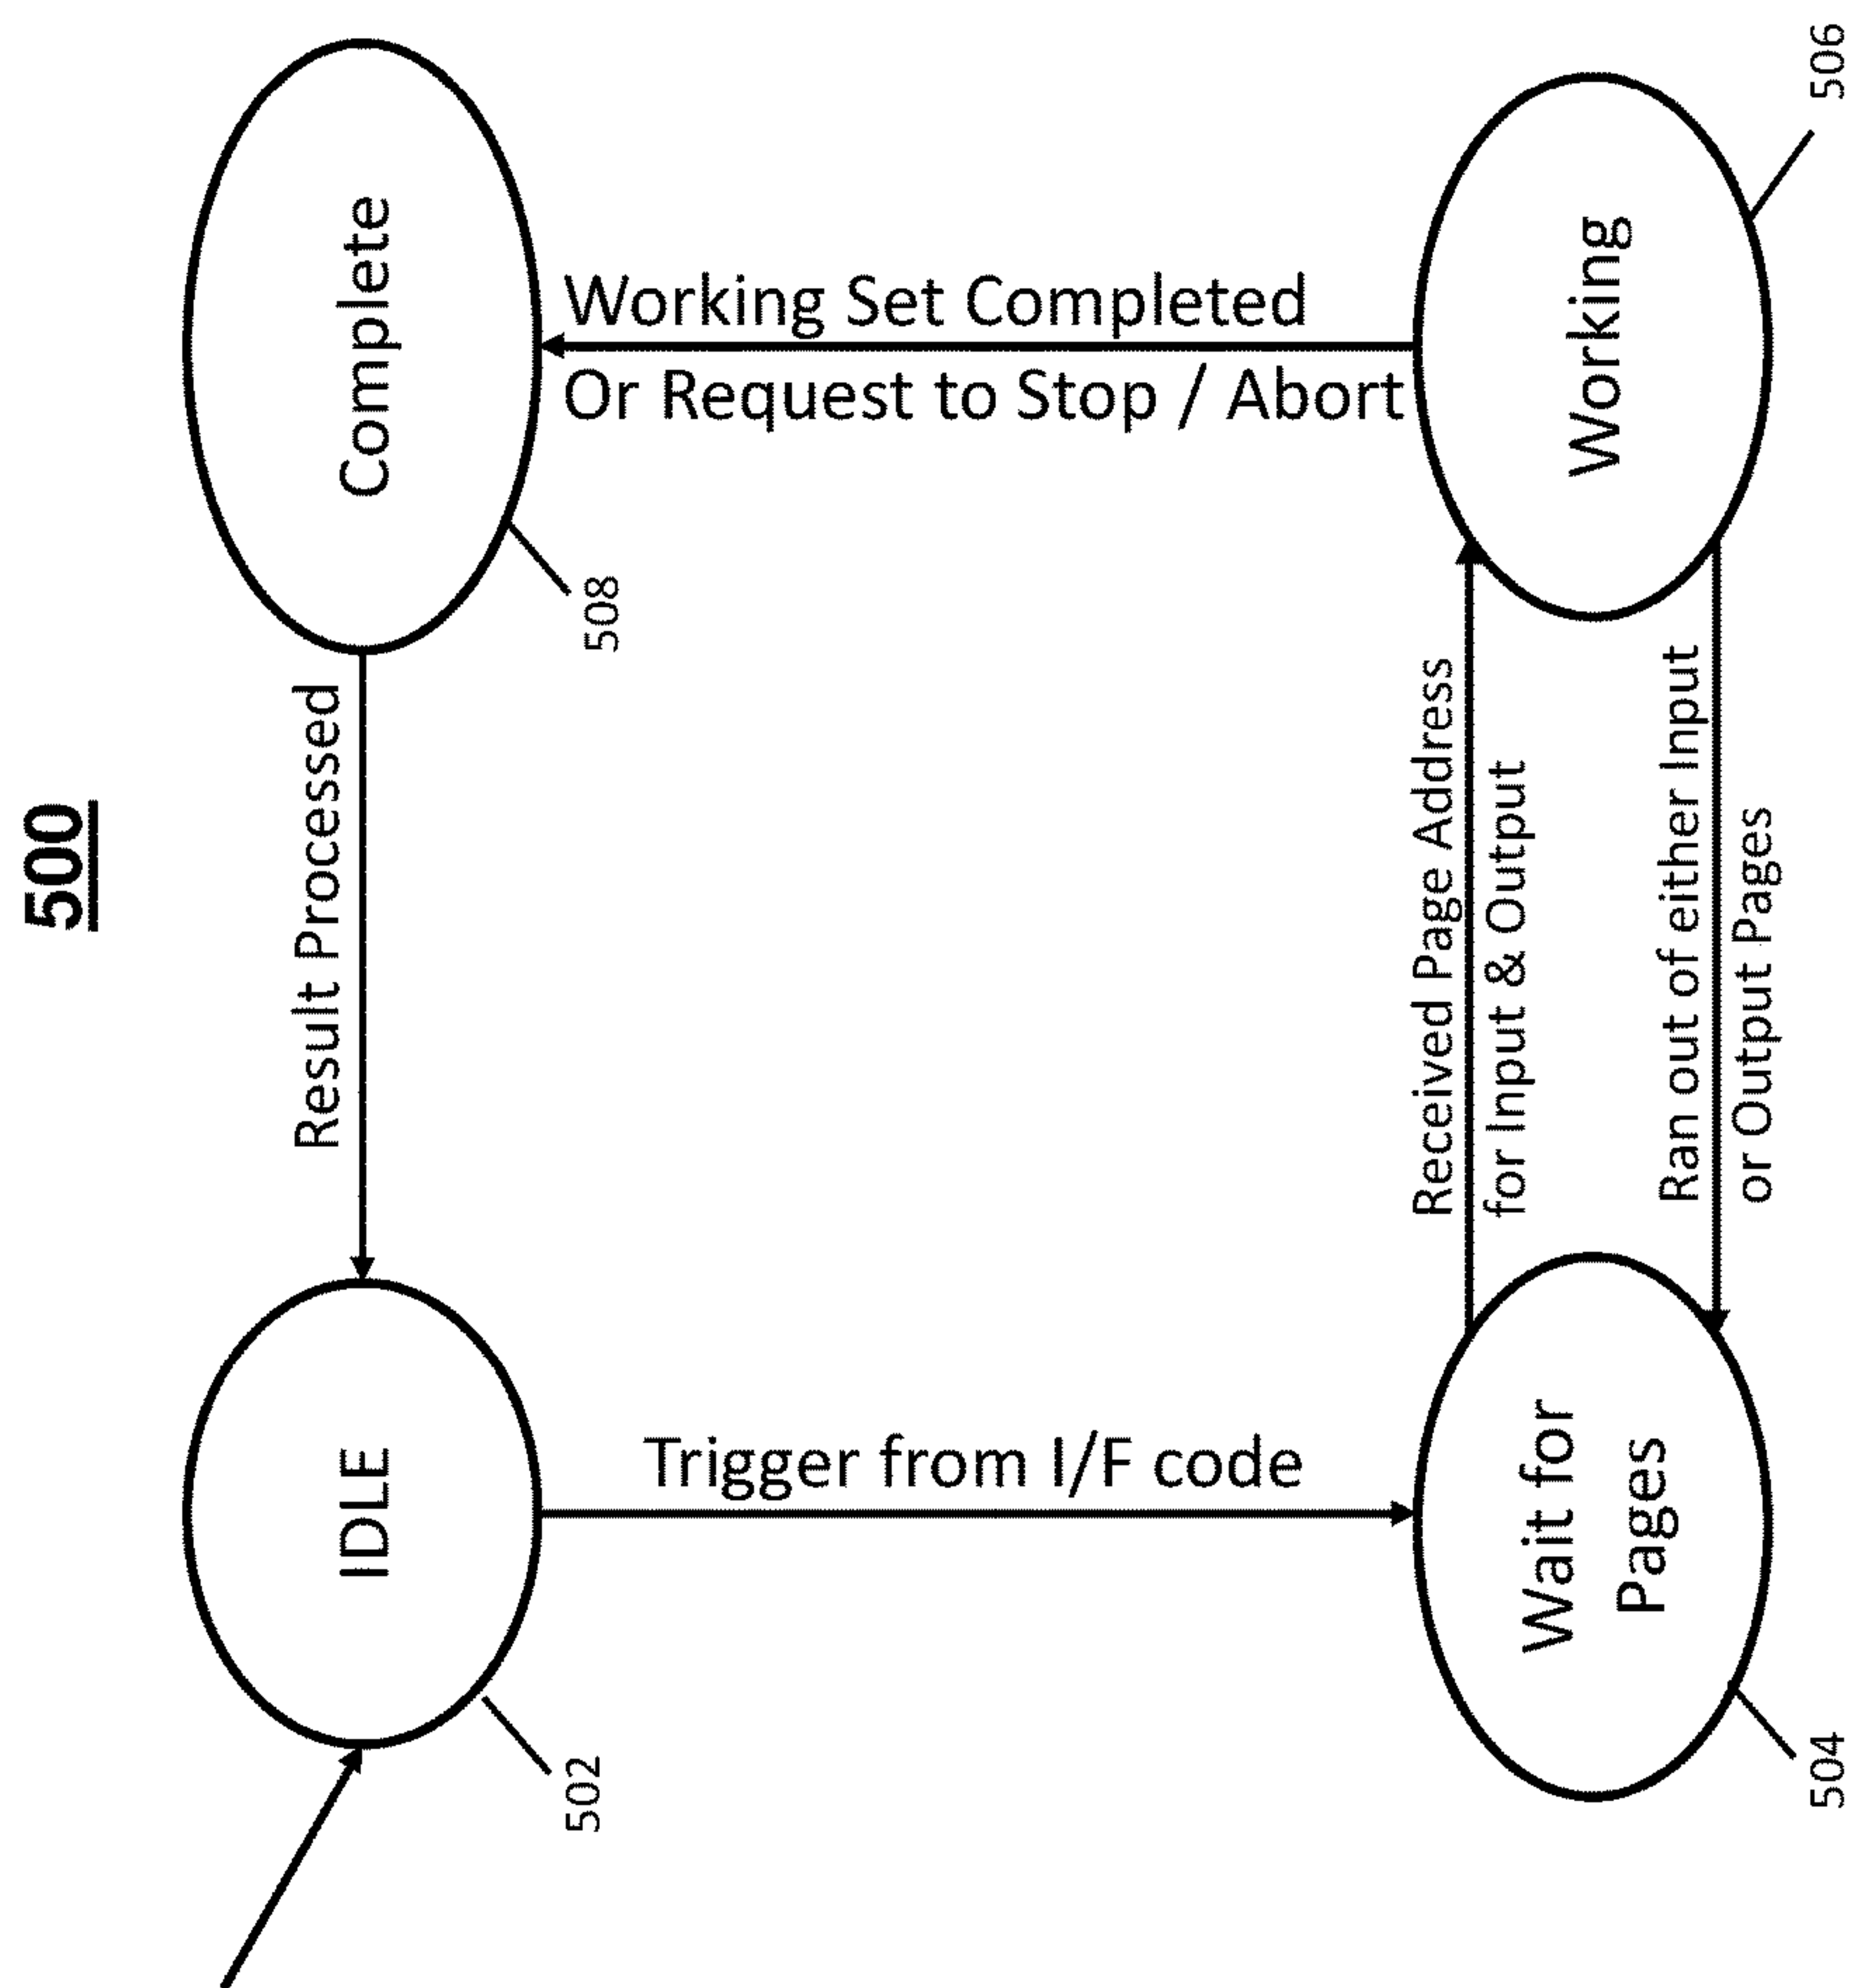 500
IDLE
502
Result Processed
Complete
508
Trigger from I/F code
Working Set Completed
Or Request to Stop / Abort
Wait for
Pages
504
Received Page Address
for Input & Output
Ran out of either Input
or Output Pages
Working
506